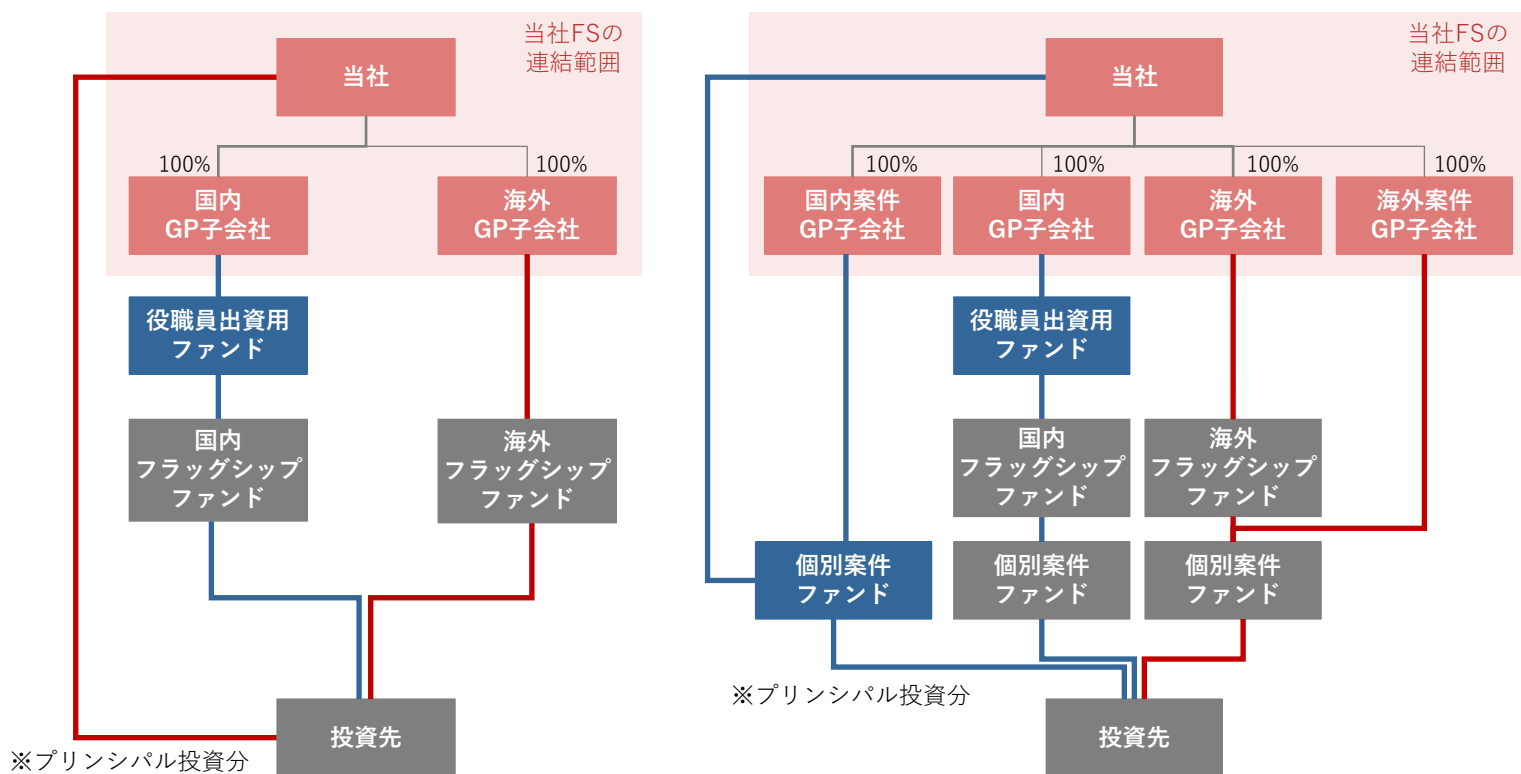 当社FSの
連結範囲
当社
100%
100%
国内
GP子会社
海外
GP子会社
役職員出資用
ファンド
国内
フラッグシップ
ファンド
海外
フラッグシップ
ファンド
投資先
※プリンシパル投資分
当社FSの
連結範囲
当社
100%
100%
100%
100%
国内案件
GP子会社
国内
GP子会社
海外
GP子会社
海外案件
GP子会社
役職員出資用
ファンド
国内
フラッグシップ
ファンド
海外
フラッグシップ
ファンド
個別案件
ファンド
個別案件
ファンド
個別案件
ファンド
※プリンシパル投資分
投資先